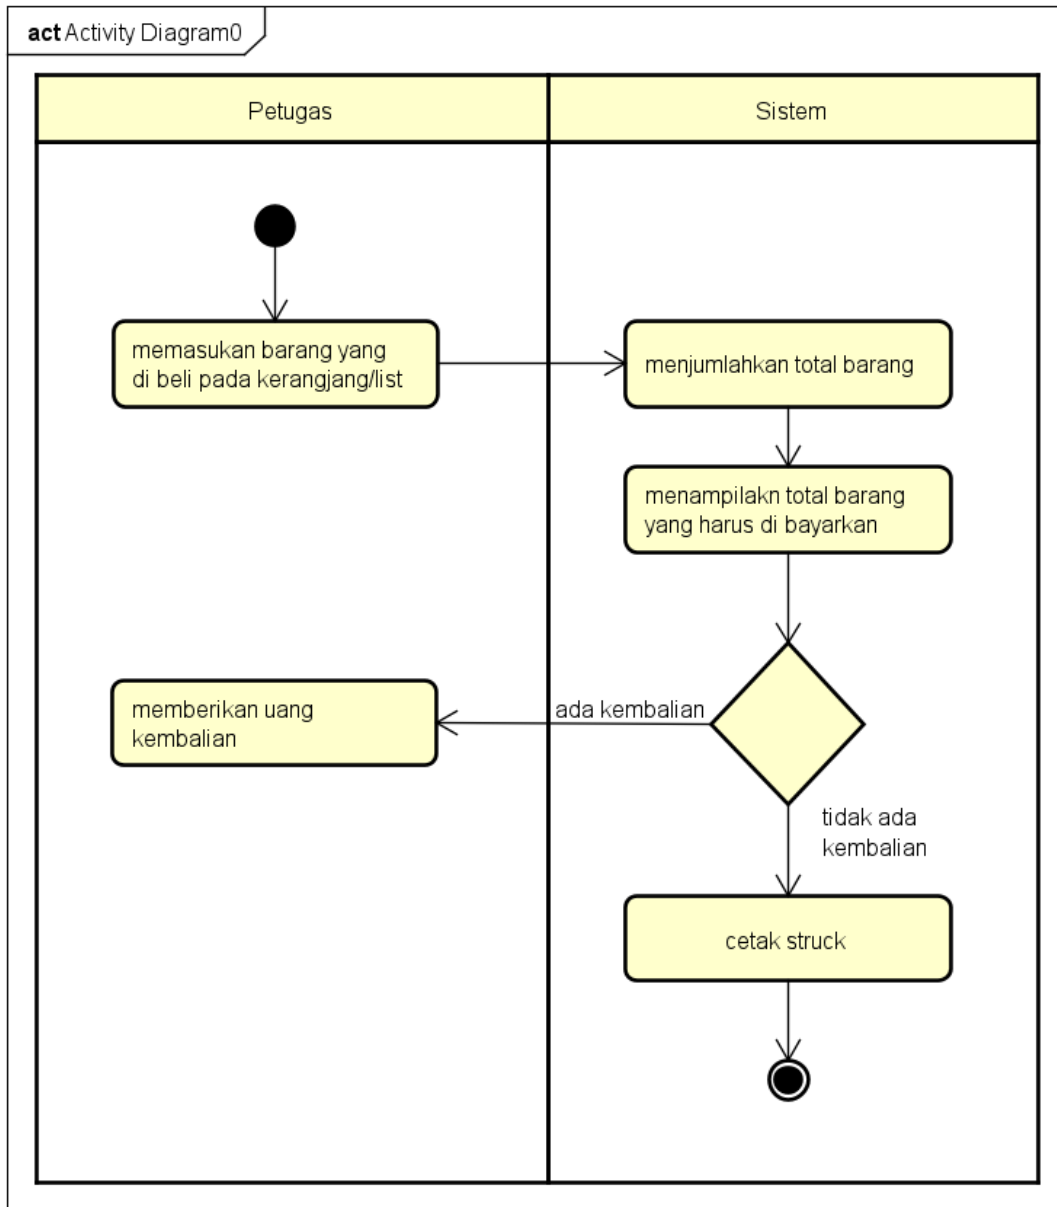 act Activity Diagram0
Petugas
Sistem
memasukan barang yang
di beli pada kerangjang/list
menjumlahkan total barang
menampilakn total barang
yang harus di bayarkan
memberikan uang
kembalian
ada kembalian
tidak ada
kembalian
cetak struck